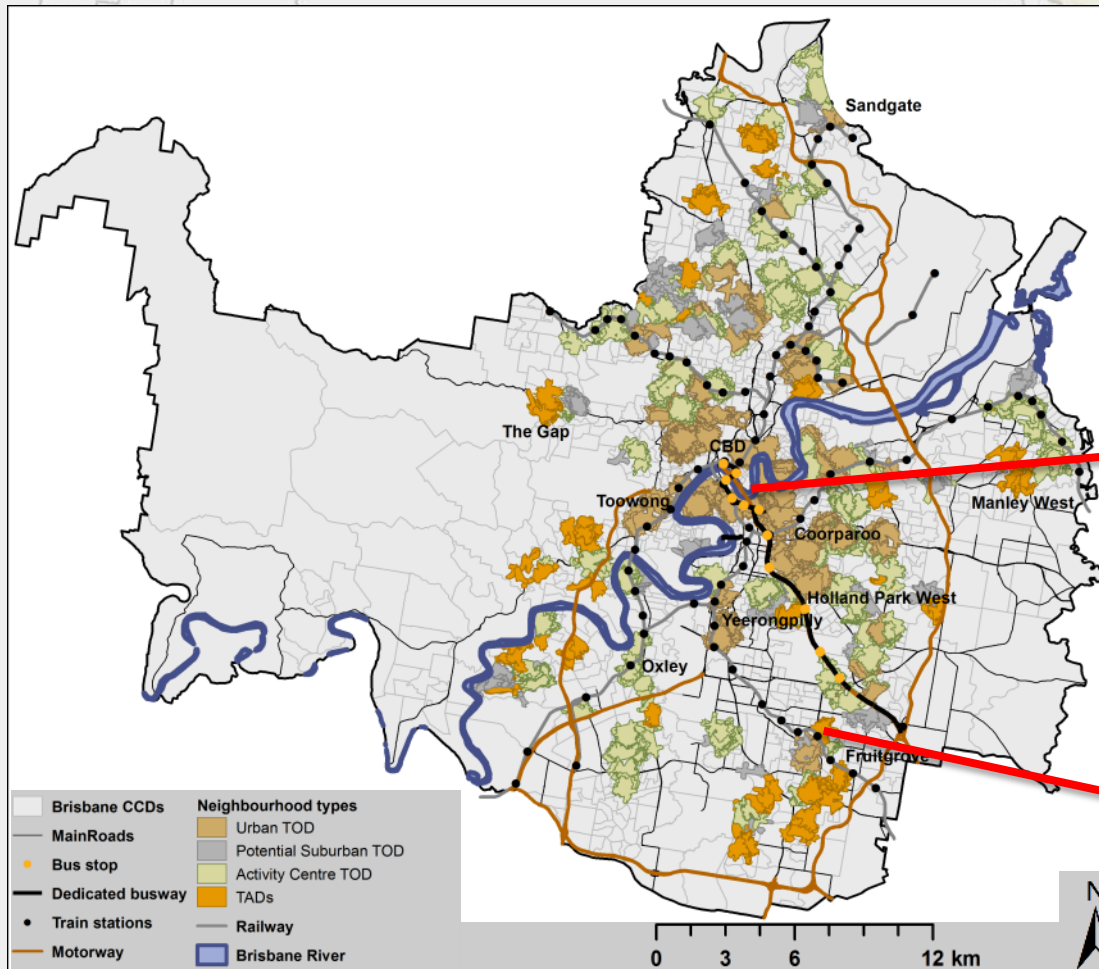 Sandgate
The Gap
CBD
Toowong
Manley West
Coorparoo
Holland Park West
Yeerongpilly
Oxley
Fruitgrove
Brisbane CCDs
MainRoads
Bus stop
Dedicated busway
Train stations
Motorway
Neighbourhood types
Urban TOD
Potential Suburban TOD
Activity Centre TOD
TADs
Railway
Brisbane River
N
0 3 6 12 km